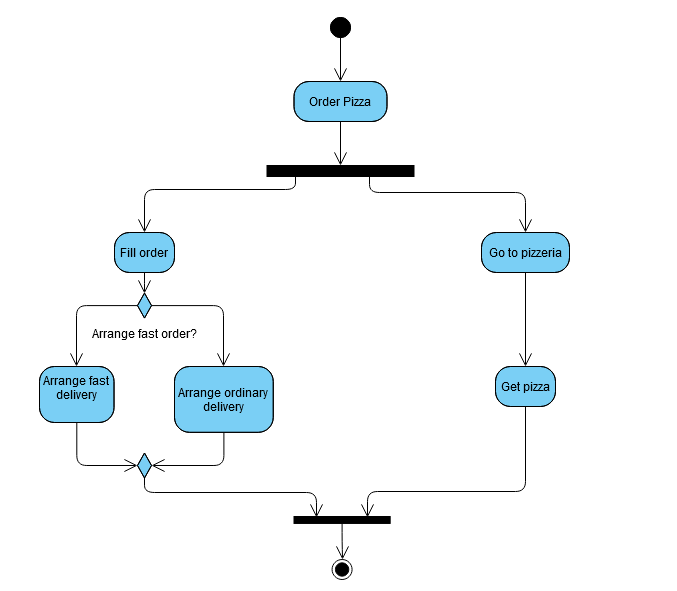 Order Pizza
Fill order
Go to pizzeria
Arrange fast order?
Arrange fast
delivery
Arrange ordinary
delivery
Get pizza